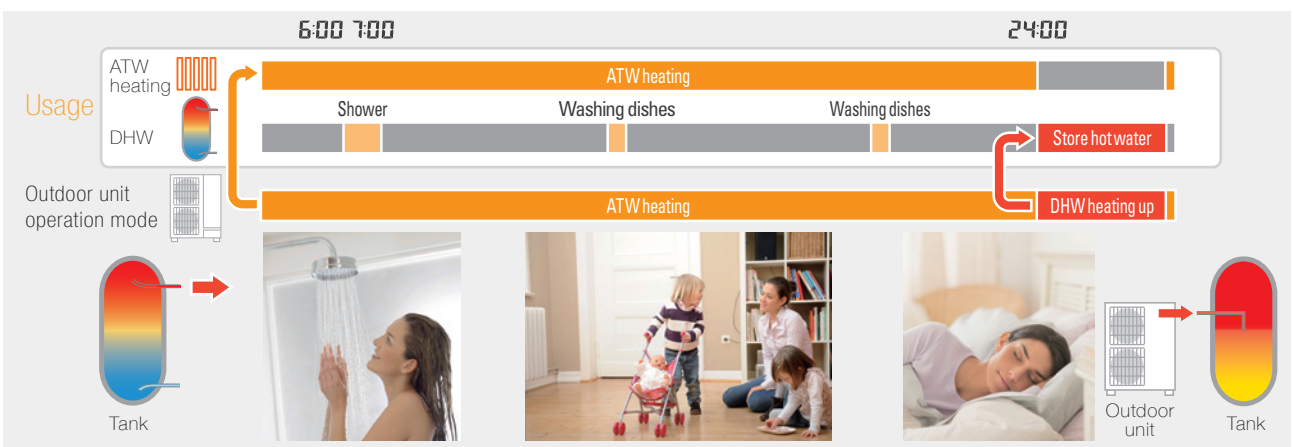 6:00 7:00 24:00
Usage
ATW
heating
ATW heating
Shower Washing dishes Washing dishes
DHW
Store hot water
Outdoor unit
operation mode
ATW heating DHW heating up
Tank
Outdoor
unit
Tank